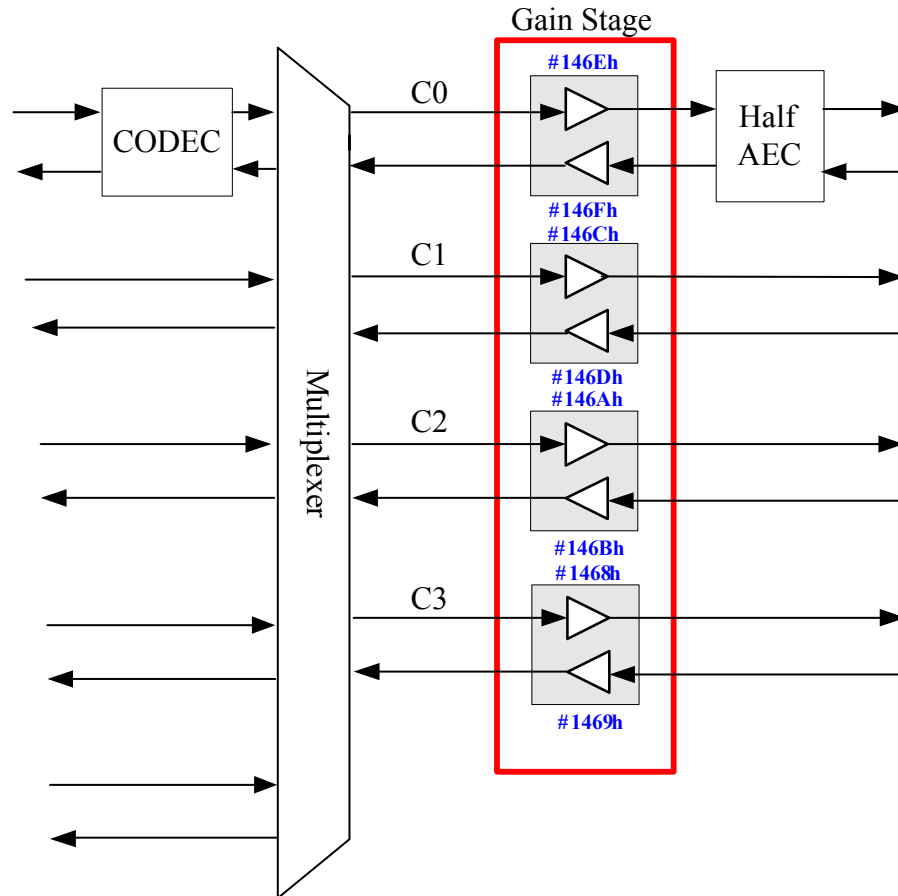 Gain Stage
#146Eh
C0
CODEC
Half
AEC
#146Fh
#146Ch
C1
#146Dh
#146Ah
C2
Multiplexer
#146Bh
#1468h
C3
#1469h